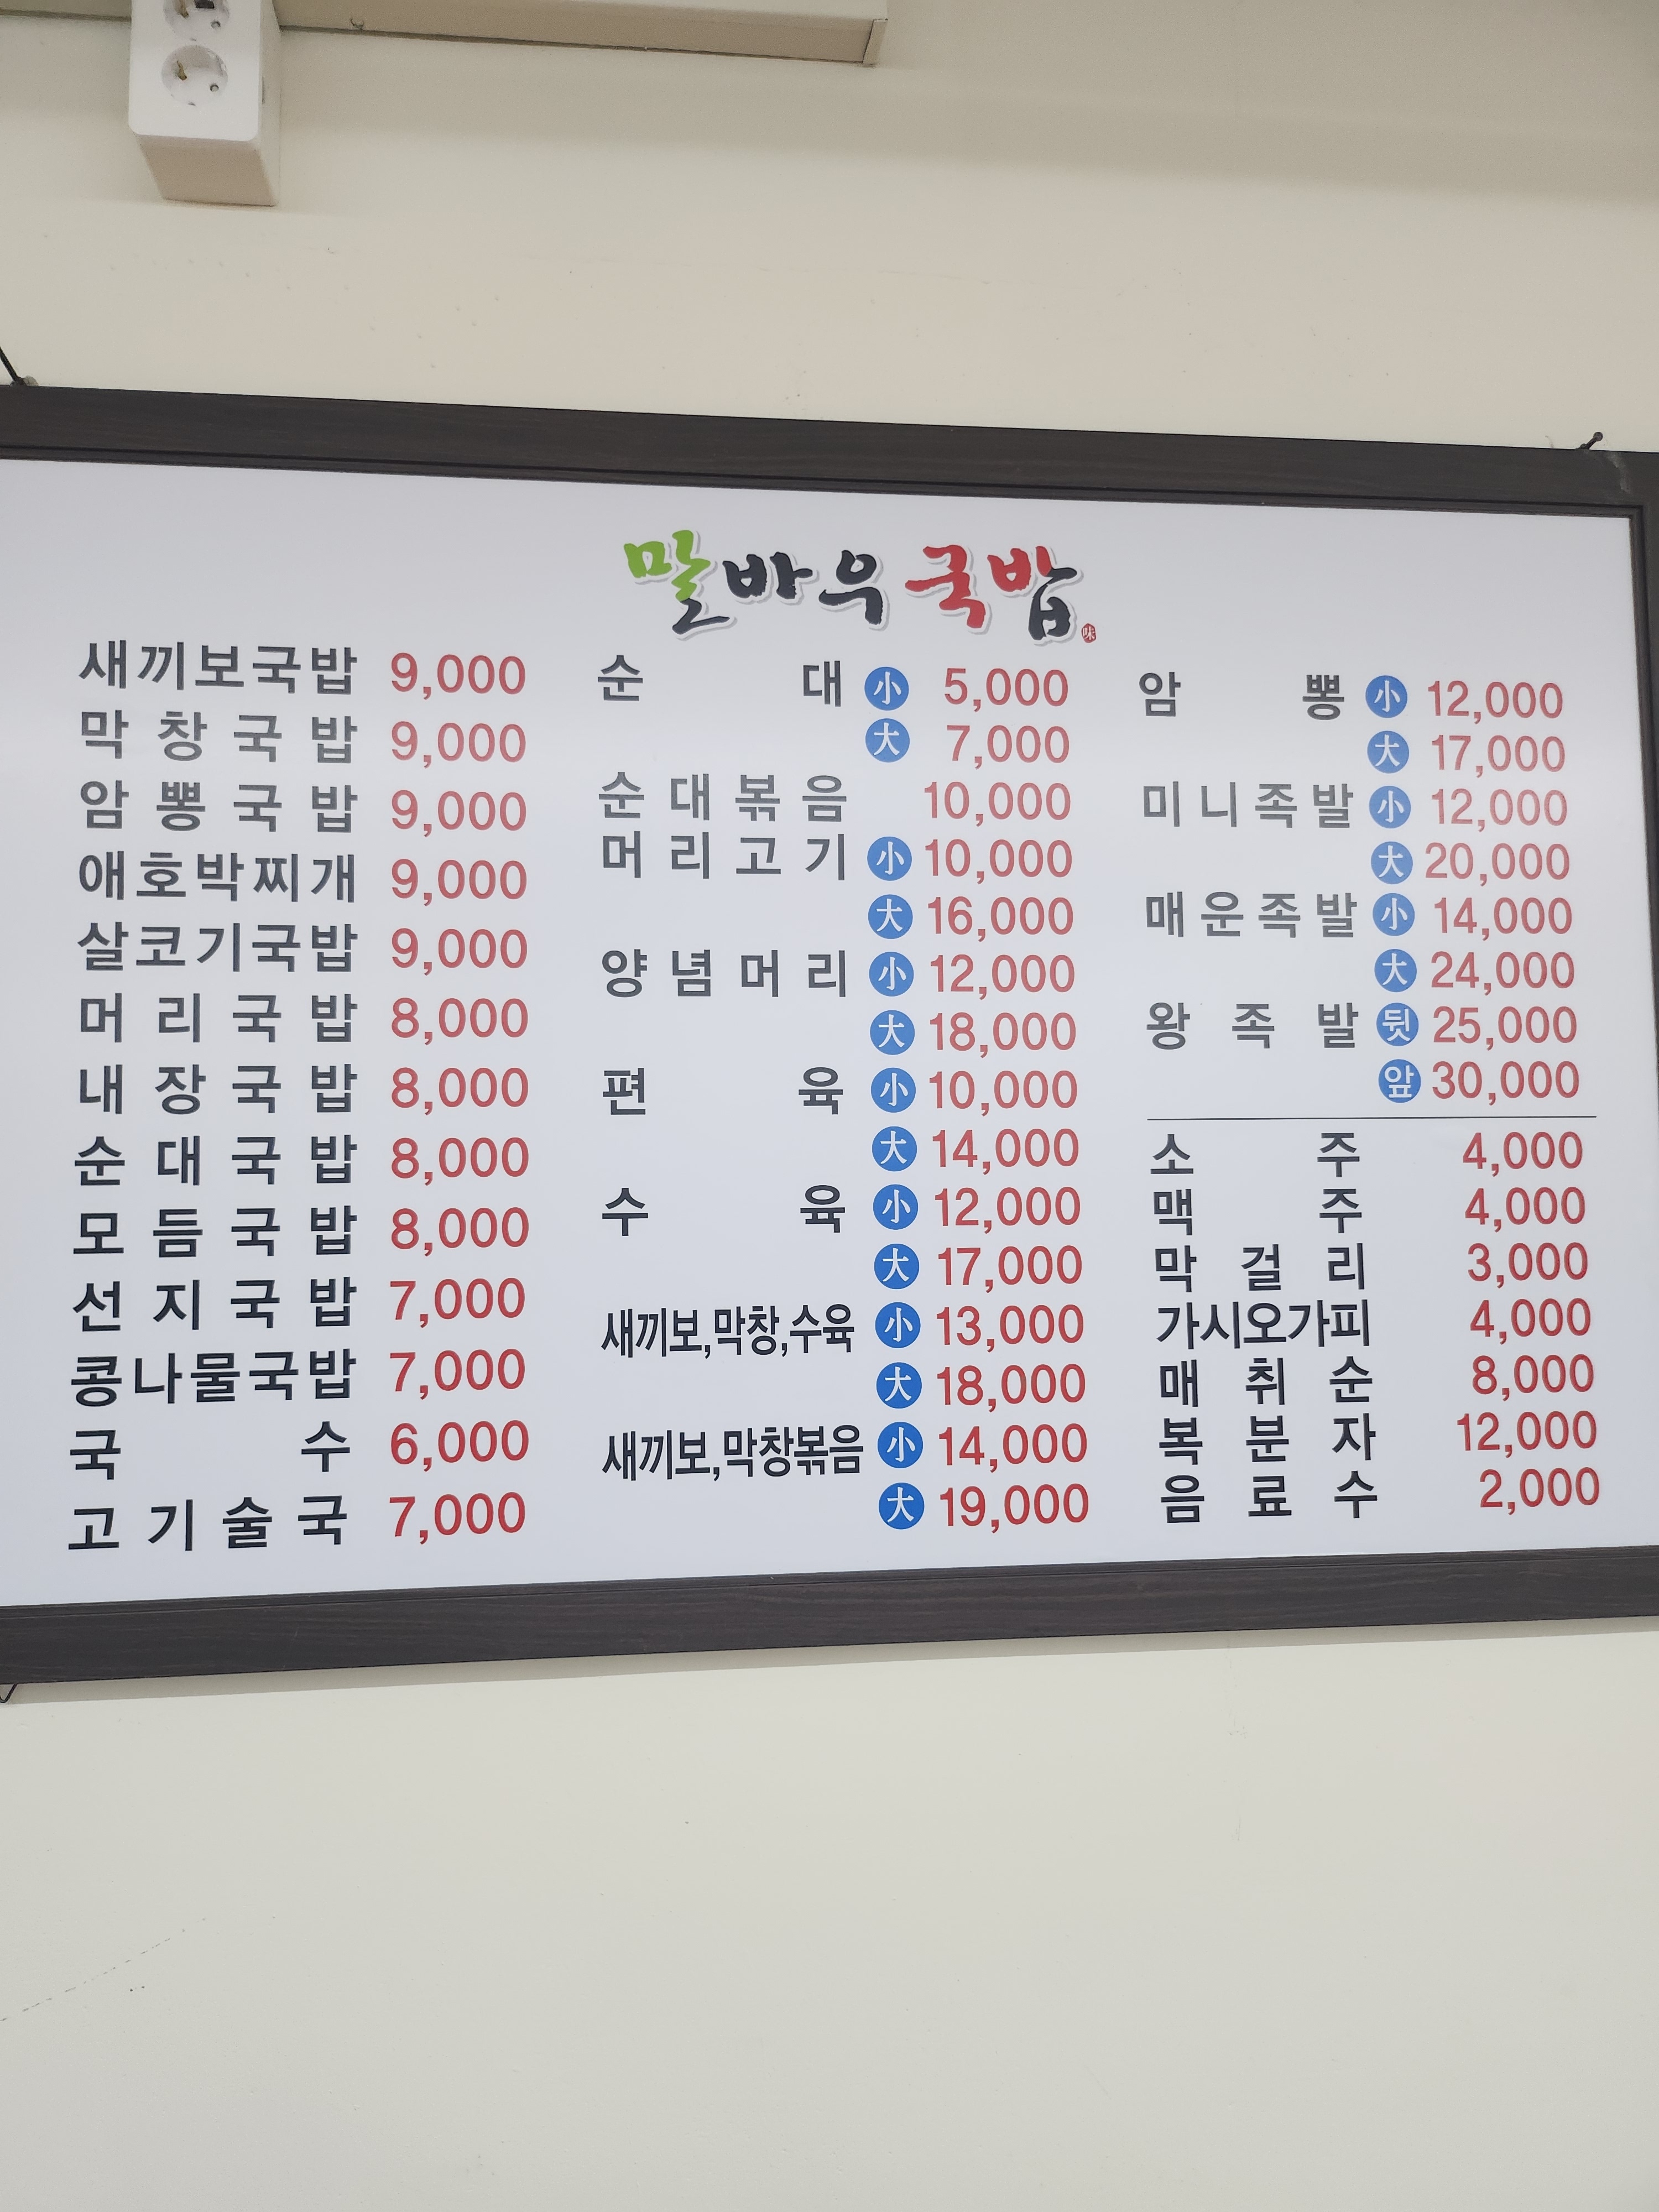 말바우국밥
味
새끼보국밥 9,000
막창국밥 9,000
암뽕국밥 9,000
애호박찌개 9,000
살코기국밥 9,000
머리국밥 8,000
내장국밥 8,000
순대국밥 8,000
모듬국밥 8,000
선지국밥 7,000
콩나물국밥 7,000
국수 6,000
고기술국 7,000
순대 小 5,000
大 7,000
순대볶음 10,000
머리고기 小 10,000
大 16,000
양념머리 小 12,000
大 18,000
편육 小 10,000
大 14,000
수육 小 12,000
大 17,000
새끼보,막창,수육 小 13,000
大 18,000
새끼보,막창볶음 小 14,000
大 19,000
암뽕 小 12,000
大 17,000
미니족발 小 12,000
大 20,000
매운족발 小 14,000
大 24,000
왕족발 뒷 25,000
앞 30,000
소주 4,000
맥주 4,000
막걸리 3,000
가시오가피 4,000
매취순 8,000
복분자 12,000
음료수 2,000